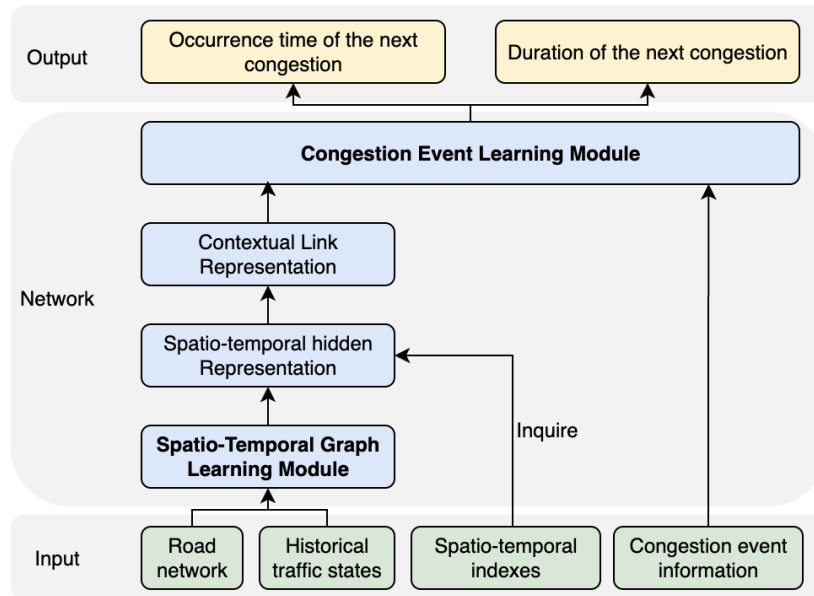 Output
Occurrence time of the next
congestion
Duration of the next congestion
Congestion Event Learning Module
Contextual Link
Representation
Network
Spatio-temporal hidden
Representation
Inquire
Spatio-Temporal Graph
Learning Module
Input
Road
network
Historical
traffic states
Spatio-temporal
indexes
Congestion event
information